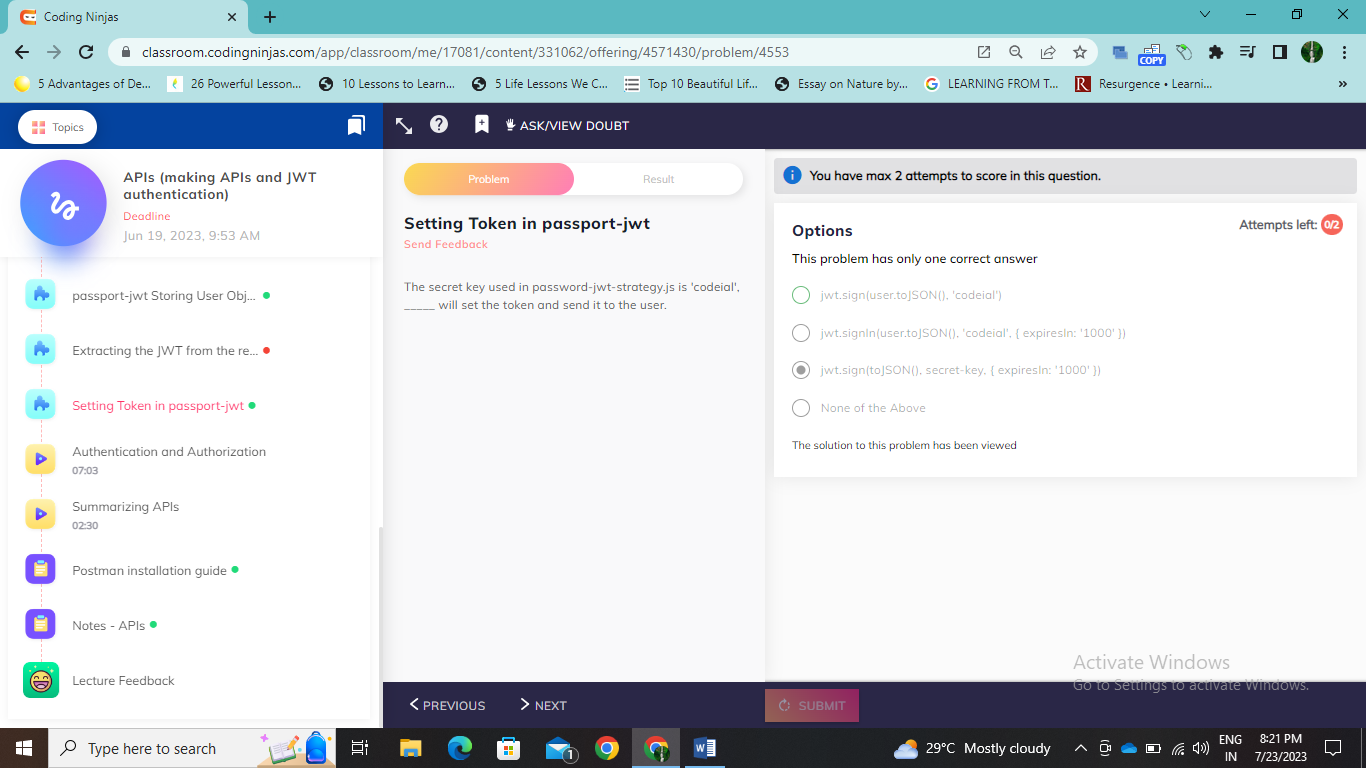 Coding Ninjas
classroom.codingninjas.com/app/classroom/me/17081/content/331062/offering/4571430/problem/4553
COPY
5 Advantages of De...
26 Powerful Lesson...
10 Lessons to Learn...
5 Life Lessons We C...
Top 10 Beautiful Lif...
Essay on Nature by...
LEARNING FROM T...
Resurgence • Learni...
»
Topics
ASK/VIEW DOUBT
APIs (making APIs and JWT
authentication)
Deadline
Jun 19, 2023, 9:53 AM
passport-jwt Storing User Obj...
Extracting the JWT from the re...
Setting Token in passport-jwt
Authentication and Authorization
07:03
Summarizing APIs
02:30
Postman installation guide
Notes - APIs
Lecture Feedback
Problem
Result
Setting Token in passport-jwt
Send Feedback
The secret key used in password-jwt-strategy.js is 'codeial',
_____ will set the token and send it to the user.
PREVIOUS
NEXT
You have max 2 attempts to score in this question.
Options
Attempts left: 0/2
This problem has only one correct answer
jwt.sign(user.toJSON(), 'codeial')
jwt.signIn(user.toJSON(), 'codeial', { expiresIn: '1000' })
jwt.sign(toJSON(), secret-key, { expiresIn: '1000' })
None of the Above
The solution to this problem has been viewed
Activate Windows
Go to Settings to activate Windows.
SUBMIT
Type here to search
1
29°C Mostly cloudy
ENG
IN
8:21 PM
7/23/2023